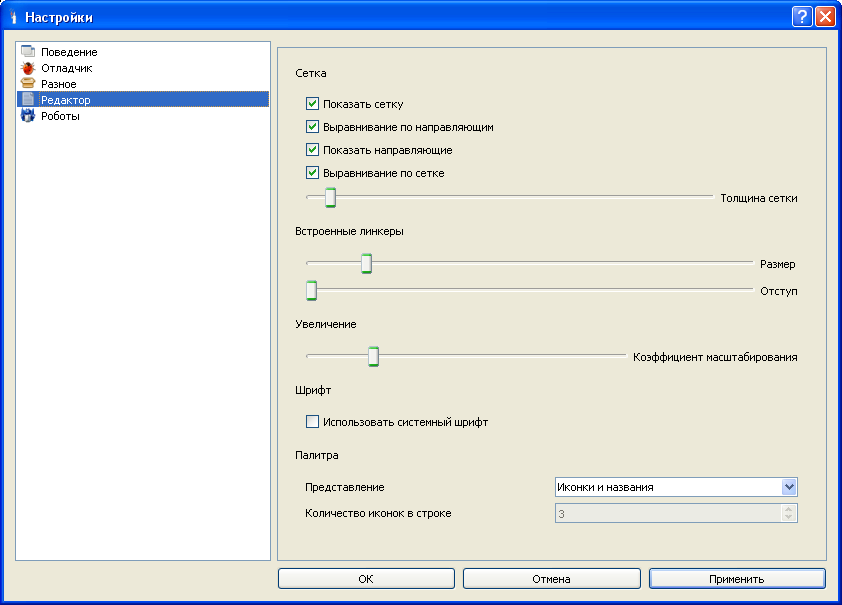 Настройки
Поведение
Отладчик
Разное
Редактор
Роботы
Сетка
Показать сетку
Выравнивание по направляющим
Показать направляющие
Выравнивание по сетке
Толщина сетки
Встроенные линкеры
Размер
Отступ
Увеличение
Коэффициент масштабирования
Шрифт
Использовать системный шрифт
Палитра
Представление
Иконки и названия
Количество иконок в строке
3
OK
Отмена
Применить